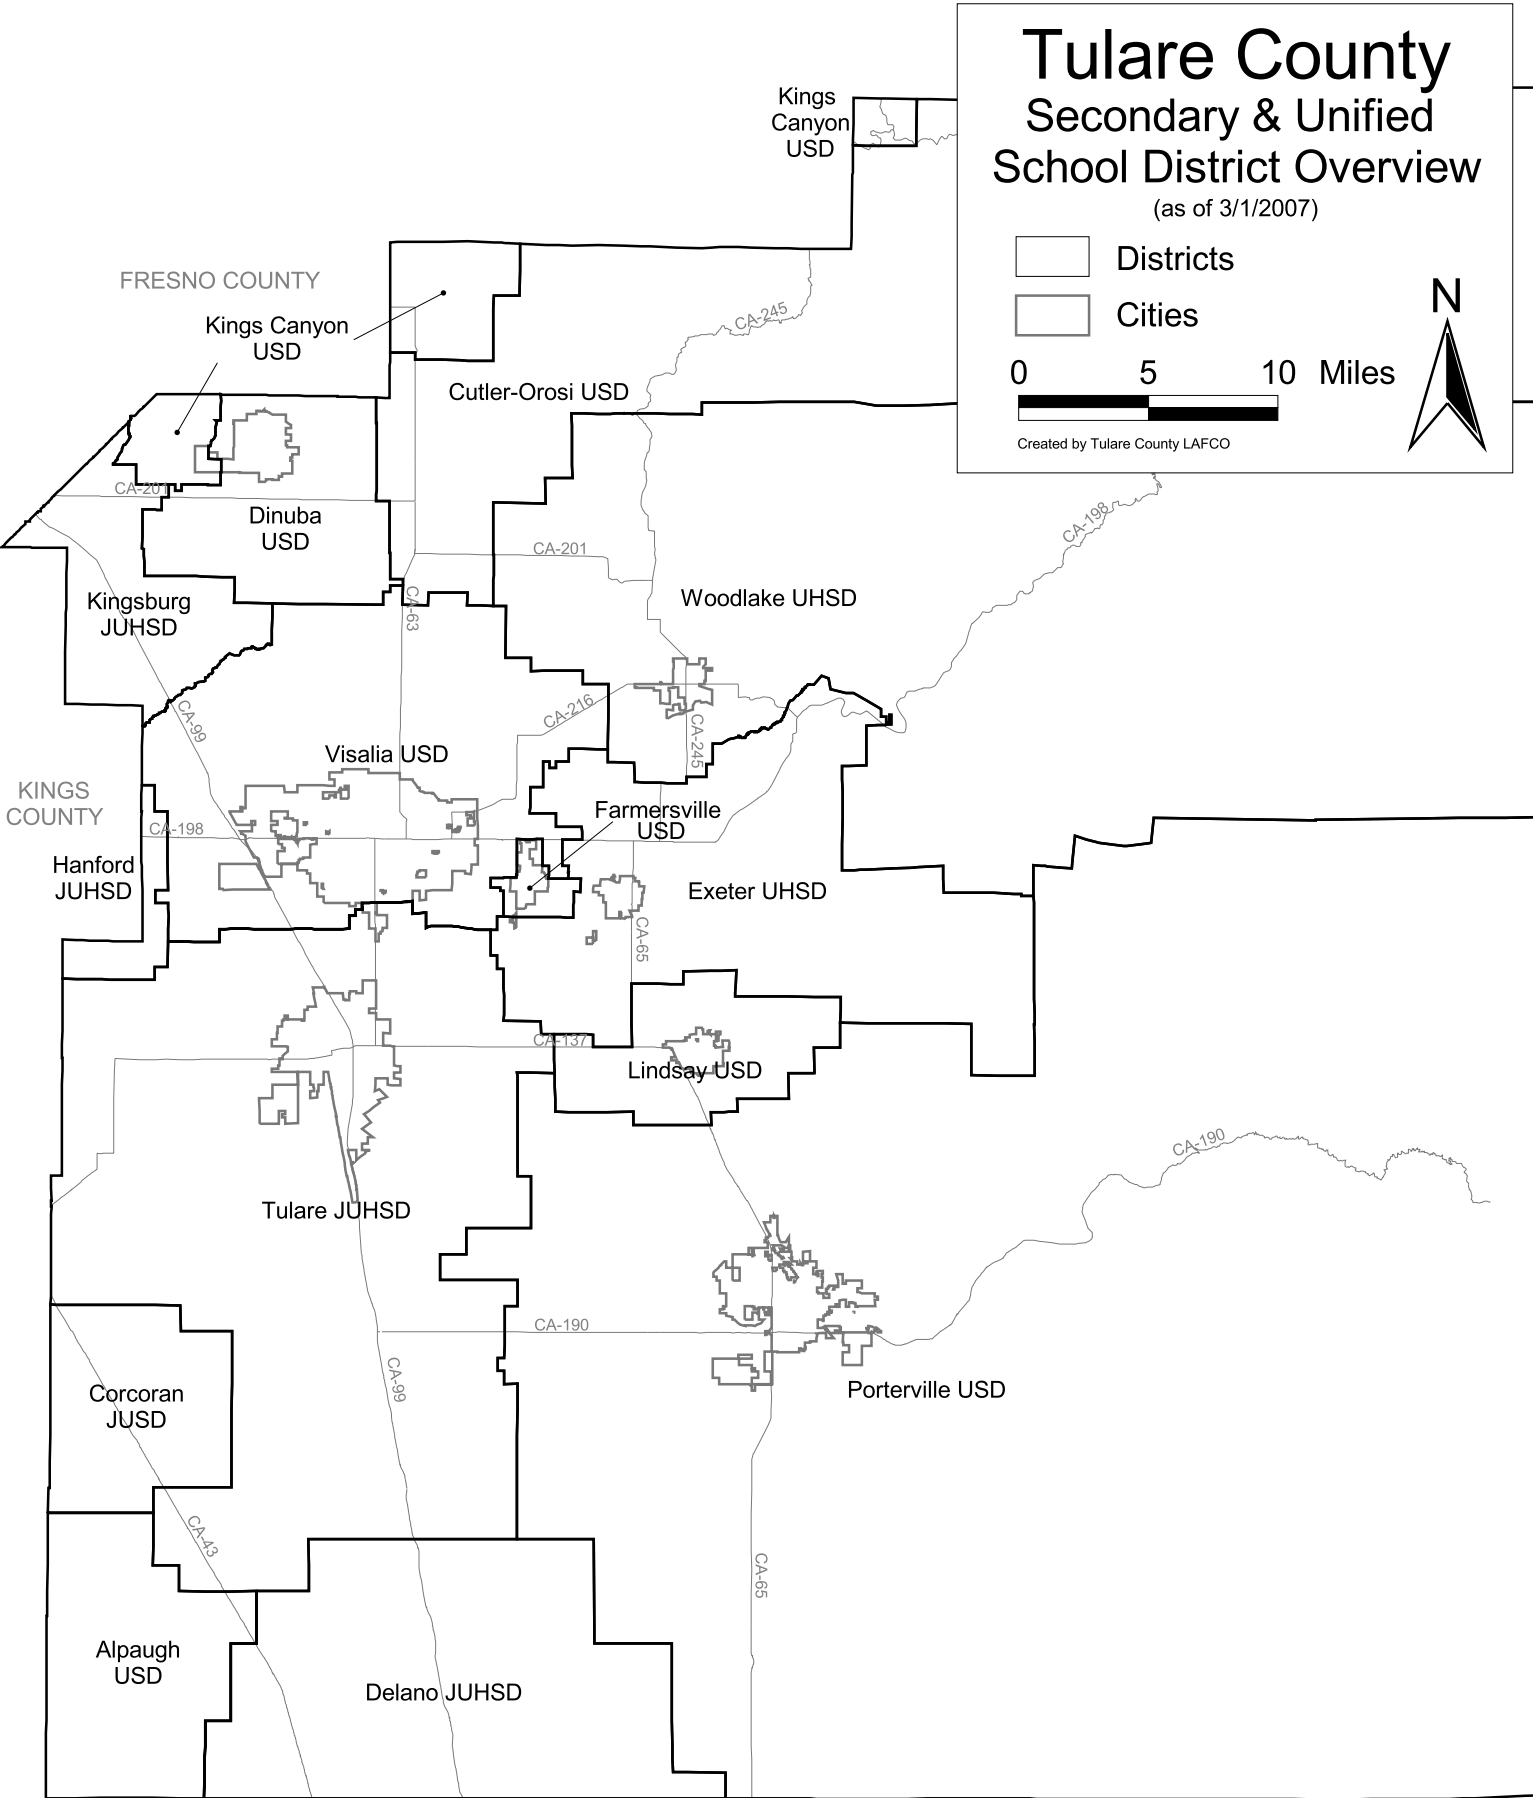 Tulare County
Secondary & Unified
School District Overview
(as of 3/1/2007)
Districts
Cities
N
0 5 10 Miles
Created by Tulare County LAFCO
Kings
Canyon
USD
FRESNO COUNTY
Kings Canyon
USD
CA-245
Cutler-Orosi USD
CA-201
Dinuba
USD
CA-198
CA-201
Kingsburg
JUHSD
CA-63
Woodlake UHSD
CA-99
CA-216
CA-245
Visalia USD
KINGS
COUNTY
Farmersville
USD
CA-198
Hanford
JUHSD
Exeter UHSD
CA-65
CA-137
Lindsay USD
CA-190
Tulare JUHSD
CA-190
CA-99
Corcoran
JUSD
Porterville USD
CA-43
CA-65
Alpaugh
USD
Delano JUHSD